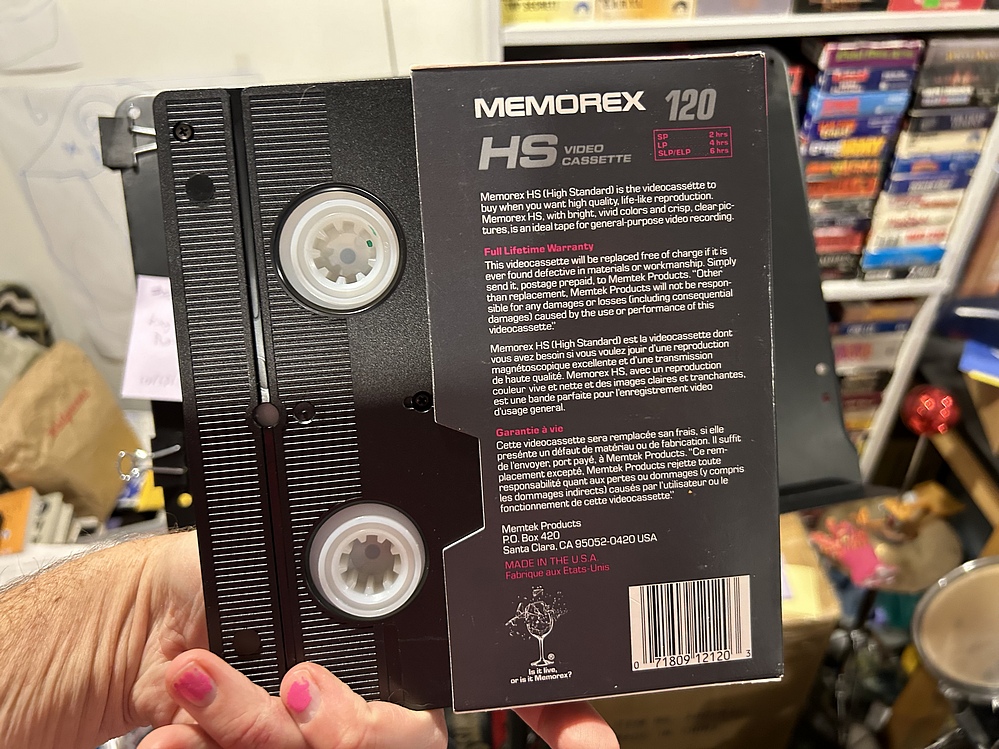 MEMOREX 120
HS VIDEO
CASSETTE
SP 2 hrs
LP 4 hrs
SLP/ELP 6 hrs
Memorex HS (High Standard) is the videocassette to
buy when you want high quality, life-like reproduction.
Memorex HS, with bright, vivid colors and crisp, clear pic-
tures, is an ideal tape for general-purpose video recording.
Full Lifetime Warranty
This videocassette will be replaced free of charge if it is
ever found defective in materials or workmanship. Simply
send it, postage prepaid, to Memtek Products. "Other
than replacement, Memtek Products will not be respon-
sible for any damages or losses (including consequential
damages) caused by the use or performance of this
videocassette."
Memorex HS (High Standard) est la videocassette dont
vous avez besoin si vous voulez jouir d'une reproduction
magnétoscopique excellente et d'une transmission
de haute qualité. Memorex HS, avec un reproduction
couleur vive et nette et des images claires et tranchantes,
est une bande parfaite pour l'enregistrement video
d'usage general.
Garantie à vie
Cette videocassette sera remplacée sans frais, si elle
presénte un défaut de matériau ou de fabrication. Il suffit
de l'envoyer, port payé, à Memtek Products. "Ce rem-
placement excepté, Memtek Products rejette toute
responsabilité quant aux pertes ou dommages (y compris
les dommages indirects) causés par l'utilisateur ou le
fonctionnement de cette videocassette."
Memtek Products
P.O. Box 420
Santa Clara, CA 95052-0420 USA
MADE IN THE U.S.A.
Fabrique aux États-Unis
Is it live,
or is it Memorex?
0 71809 12120 3